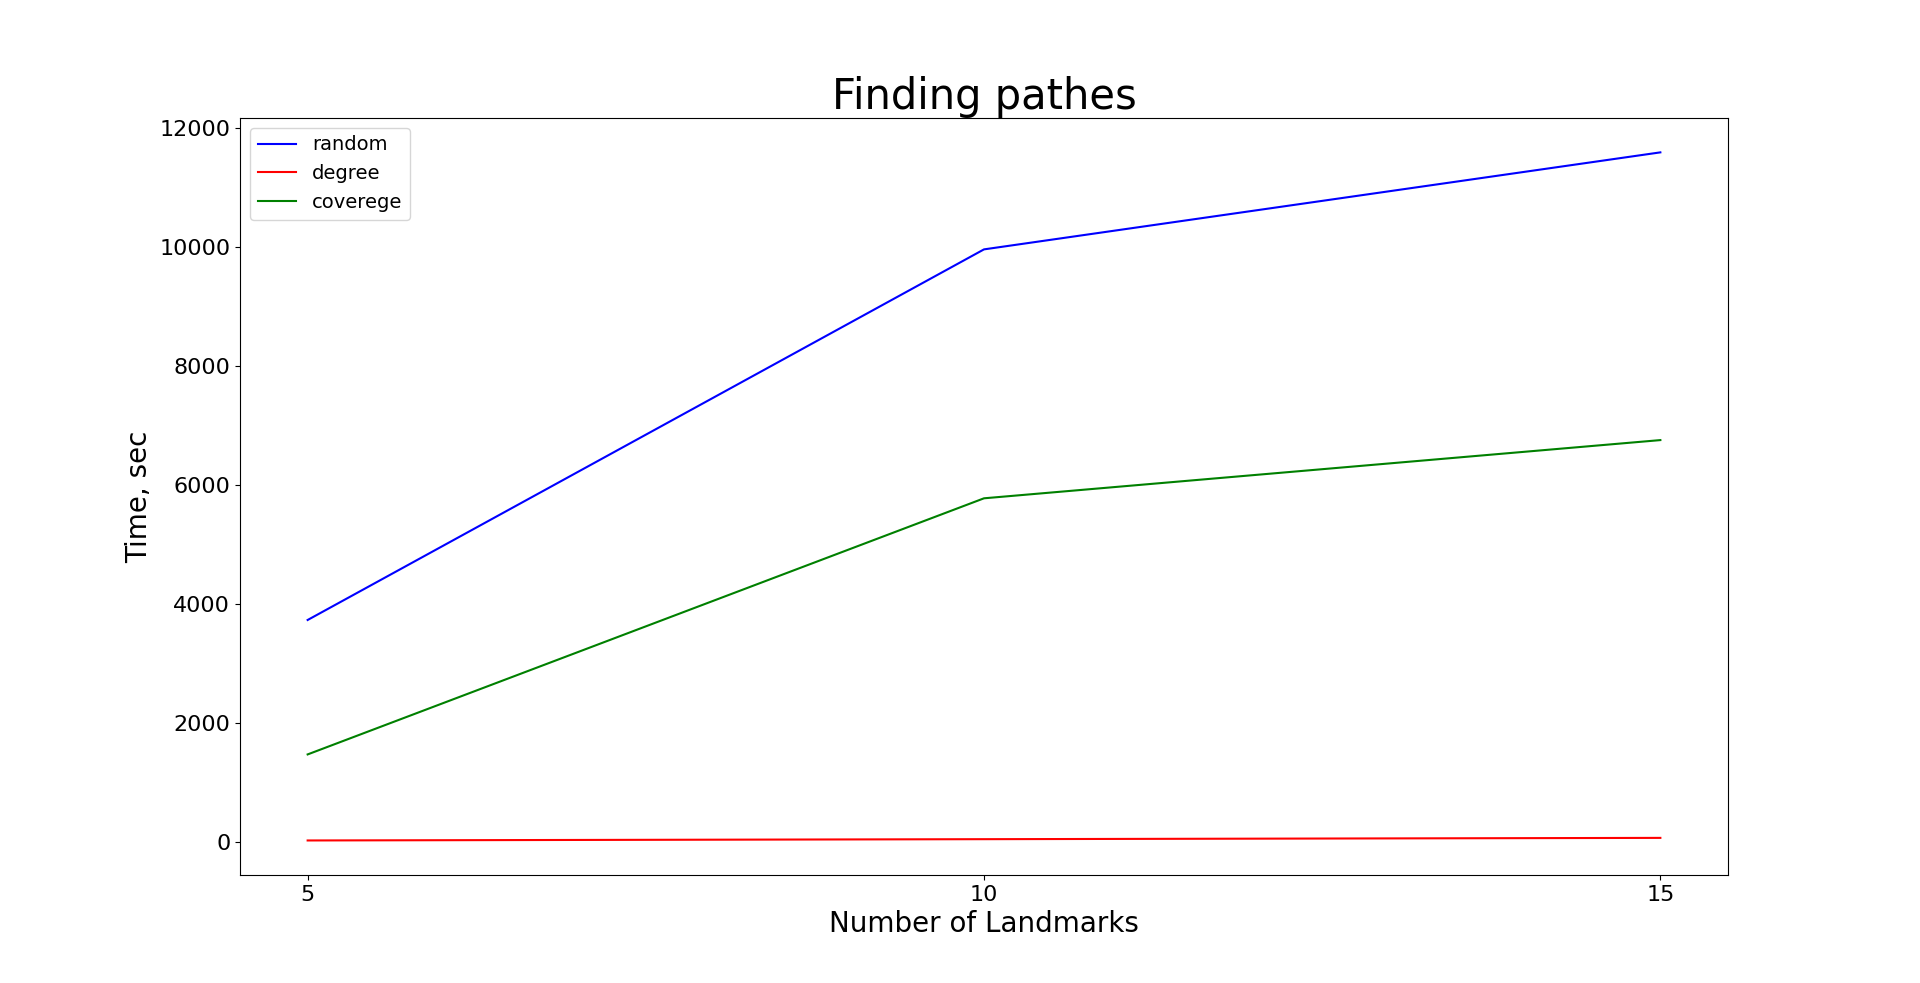 Finding pathes
12000
10000
8000
6000
4000
2000
0
random
degree
coverege
Time, sec
5
10
15
Number of Landmarks